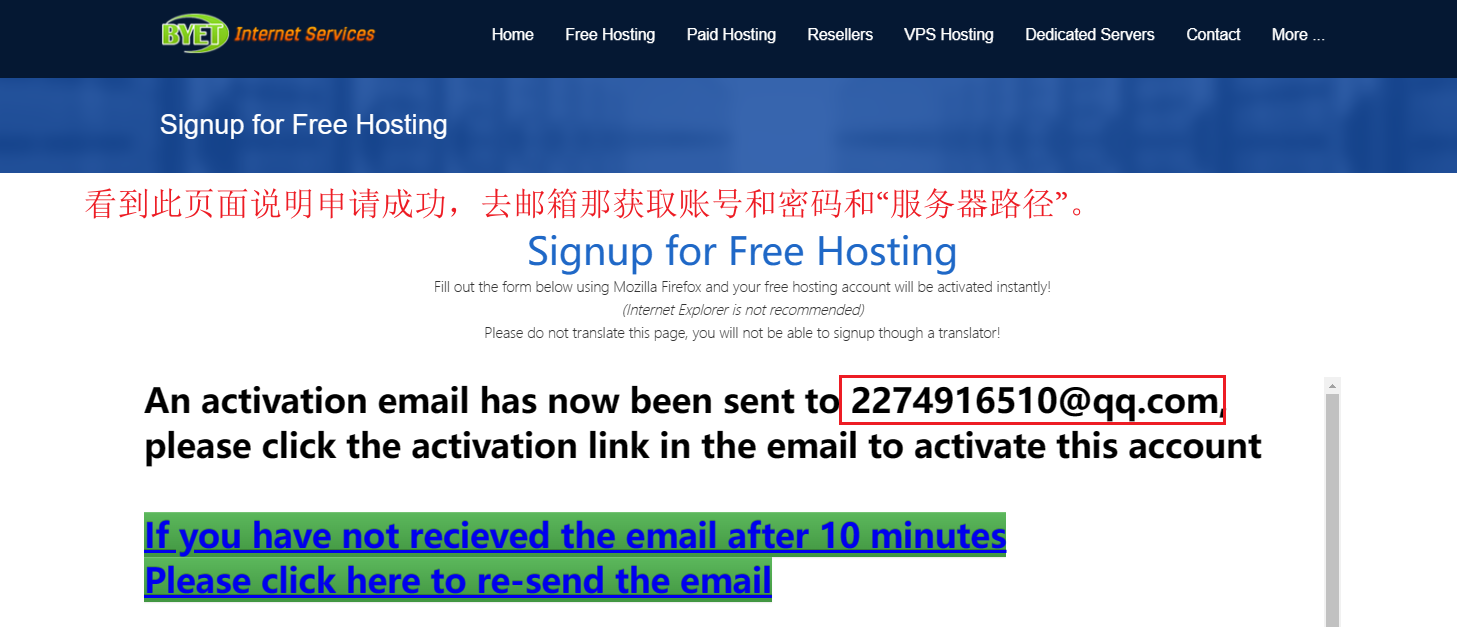 BYET Internet Services
Home Free Hosting Paid Hosting Resellers VPS Hosting Dedicated Servers Contact More ...
Signup for Free Hosting
看到此页面说明申请成功，去邮箱那获取账号和密码和“服务器路径”。
Signup for Free Hosting
Fill out the form below using Mozilla Firefox and your free hosting account will be activated instantly!
(Internet Explorer is not recommended)
Please do not translate this page, you will not be able to signup though a translator!
An activation email has now been sent to 2274916510@qq.com,
please click the activation link in the email to activate this account
If you have not recieved the email after 10 minutes
Please click here to re-send the email